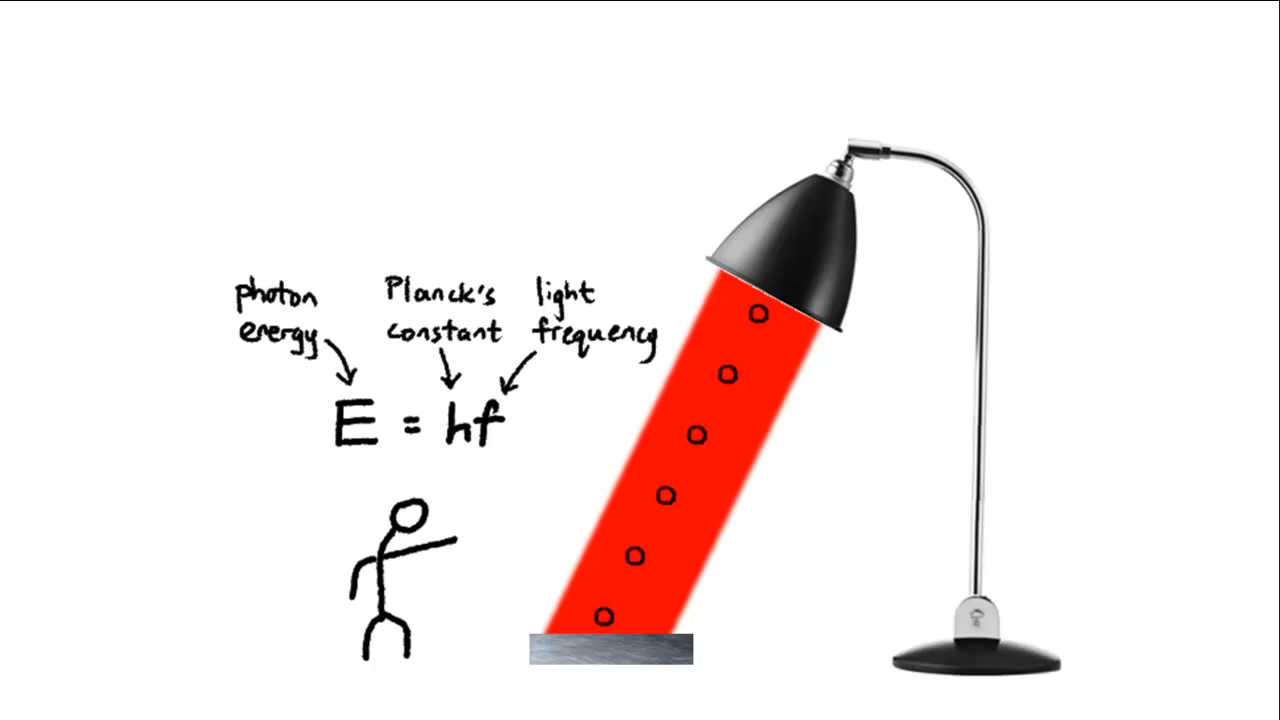 photon
energy
Planck's
constant
light
frequency
E = hf